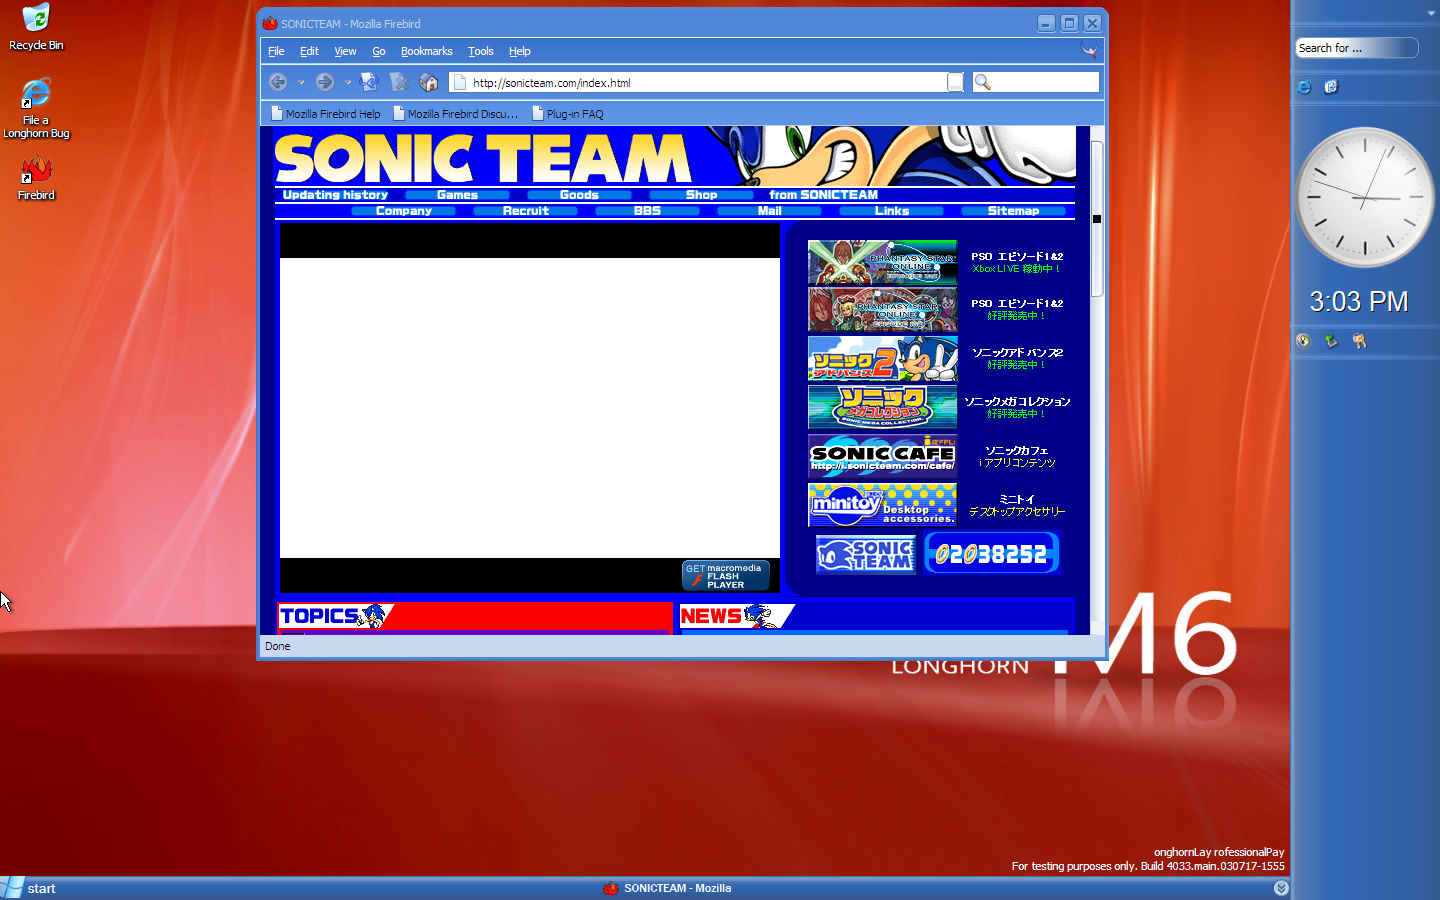 Recycle Bin
File a
Longhorn Bug
Firebird
SONICTEAM - Mozilla Firebird
File Edit View Go Bookmarks Tools Help
http://sonicteam.com/index.html
Mozilla Firebird Help Mozilla Firebird Discu... Plug-in FAQ
SONIC TEAM
Updating history Games Goods Shop from SONICTEAM
Company Recruit BBS Mail Links Sitemap
PHANTASY STAR
ONLINE
PSO エピソード1&2
Xbox LIVE 稼動中！
PHANTASY STAR
ONLINE
PSO エピソード1&2
好評発売中！
ソニック
アドバンス2
ソニックアドバンス2
好評発売中！
ソニック
メガコレクション
SONIC MEGA COLLECTION
ソニックメガコレクション
好評発売中！
SONIC CAFE
http://i.sonicteam.com/cafe/
ソニックカフェ
iアプリコンテンツ
minitoy
Desktop
accessories.
ミニトイ
デスクトップアクセサリー
SONIC
TEAM
02038252
GET macromedia
FLASH
PLAYER
TOPICS NEWS
Done
Search for ...
3:03 PM
LONGHORN M6
onghornLay rofessionalPay
For testing purposes only. Build 4033.main.030717-1555
start
SONICTEAM - Mozilla